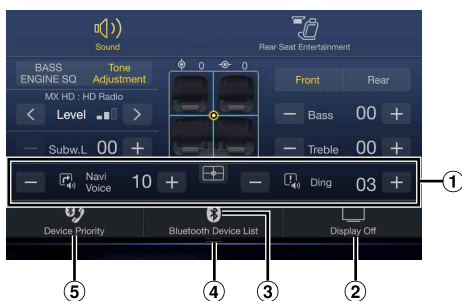 Sound
Rear Seat Entertainment
BASS
ENGINE SQ
Tone
Adjustment
0
0
Front
Rear
MX HD : HD Radio
< Level >
− Bass 00 +
− Subw.L 00 +
− Treble 00 +
− Navi
Voice 10 +
− Ding 03 +
1
Device Priority
Bluetooth Device List
Display Off
5
4
3
2